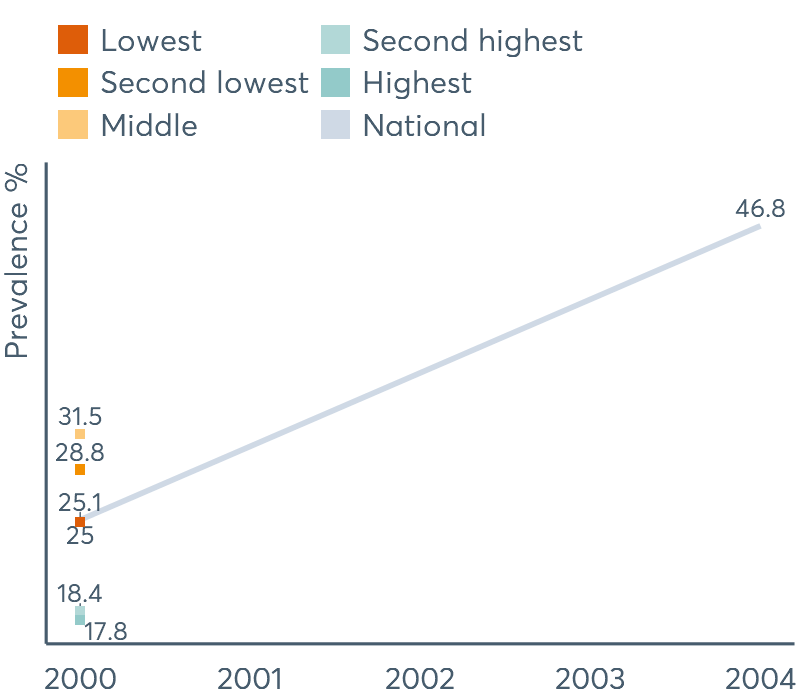 Lowest
Second lowest
Middle
Second highest
Highest
National
Prevalence %
46.8
31.5
28.8
25.1
25
18.4
17.8
2000 2001 2002 2003 2004